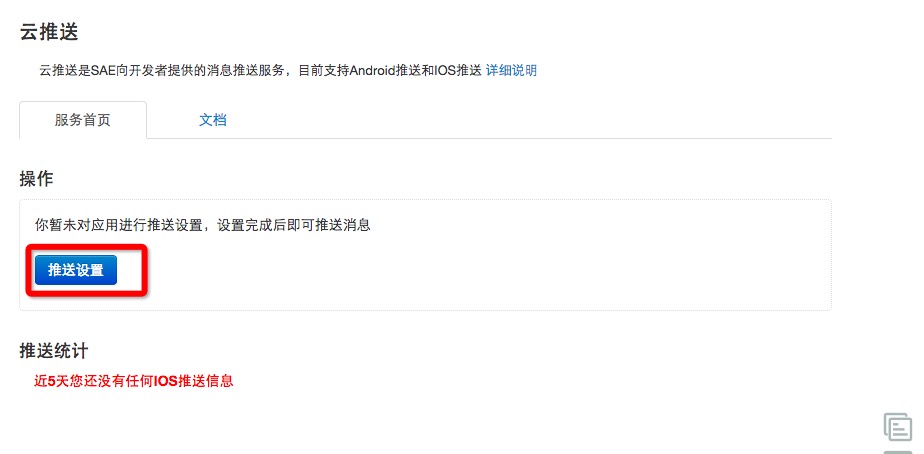 云推送
云推送是SAE向开发者提供的消息推送服务，目前支持Android推送和IOS推送 详细说明
服务首页
文档
操作
你暂未对应用进行推送设置，设置完成后即可推送消息
推送设置
推送统计
近5天您还没有任何IOS推送信息